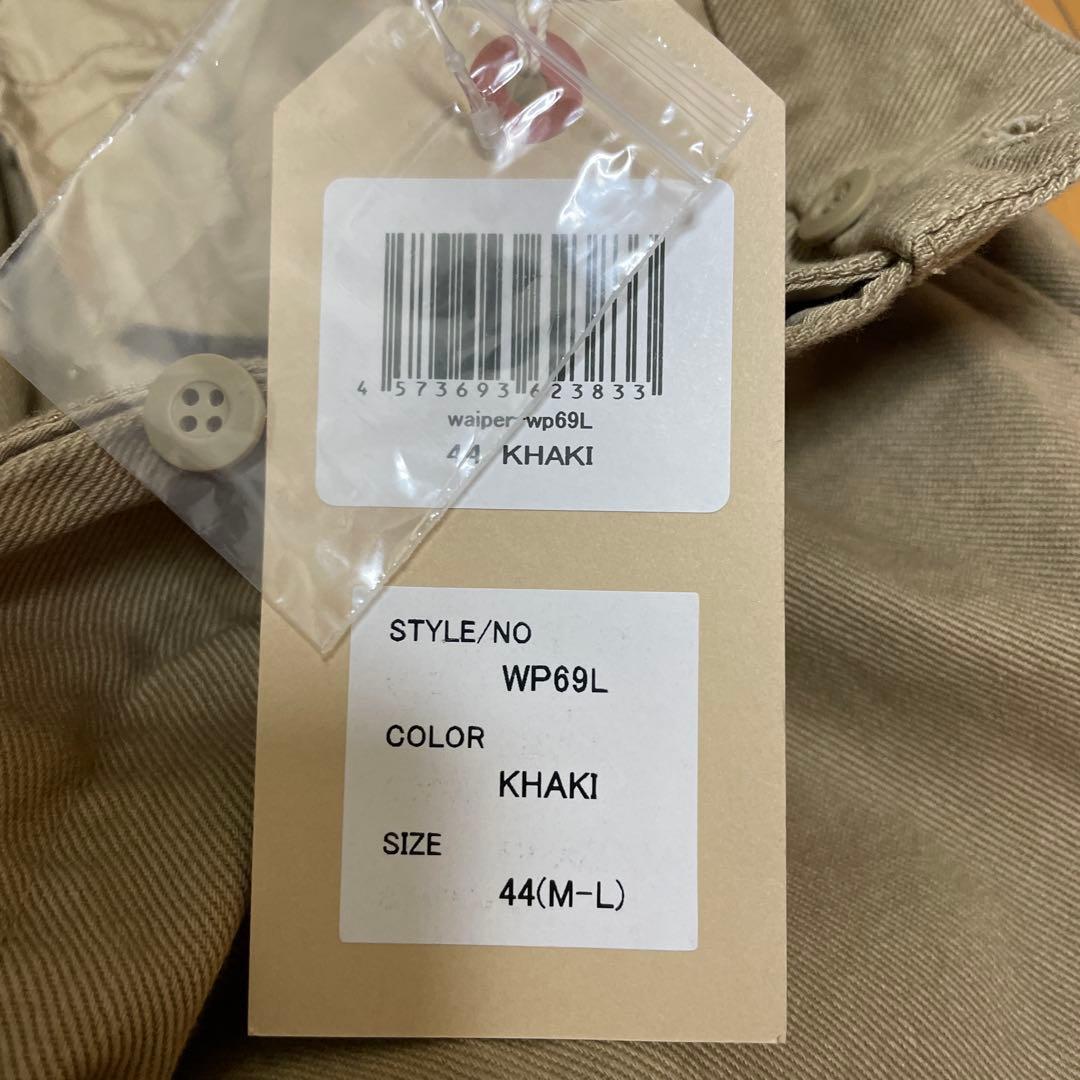 4 573693 623833
waiper-wp69L
44 KHAKI
STYLE/NO
WP69L
COLOR
KHAKI
SIZE
44(M-L)